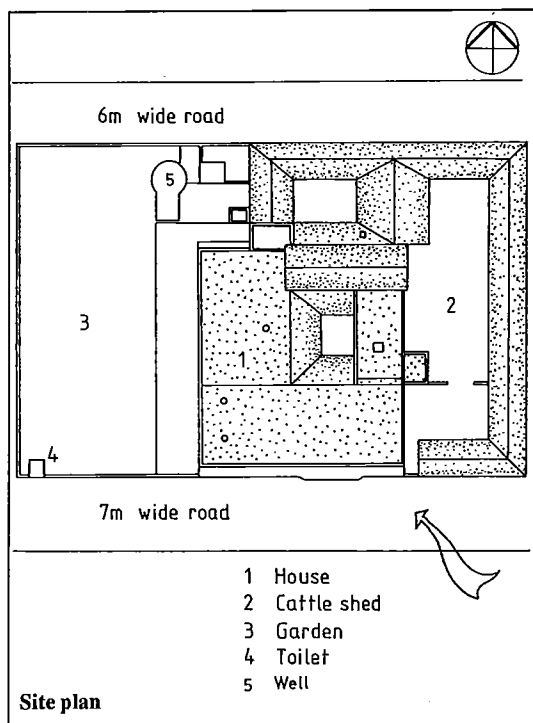 6m wide road
5
3
2
1
4
7m wide road
1 House
2 Cattle shed
3 Garden
4 Toilet
5 Well
Site plan